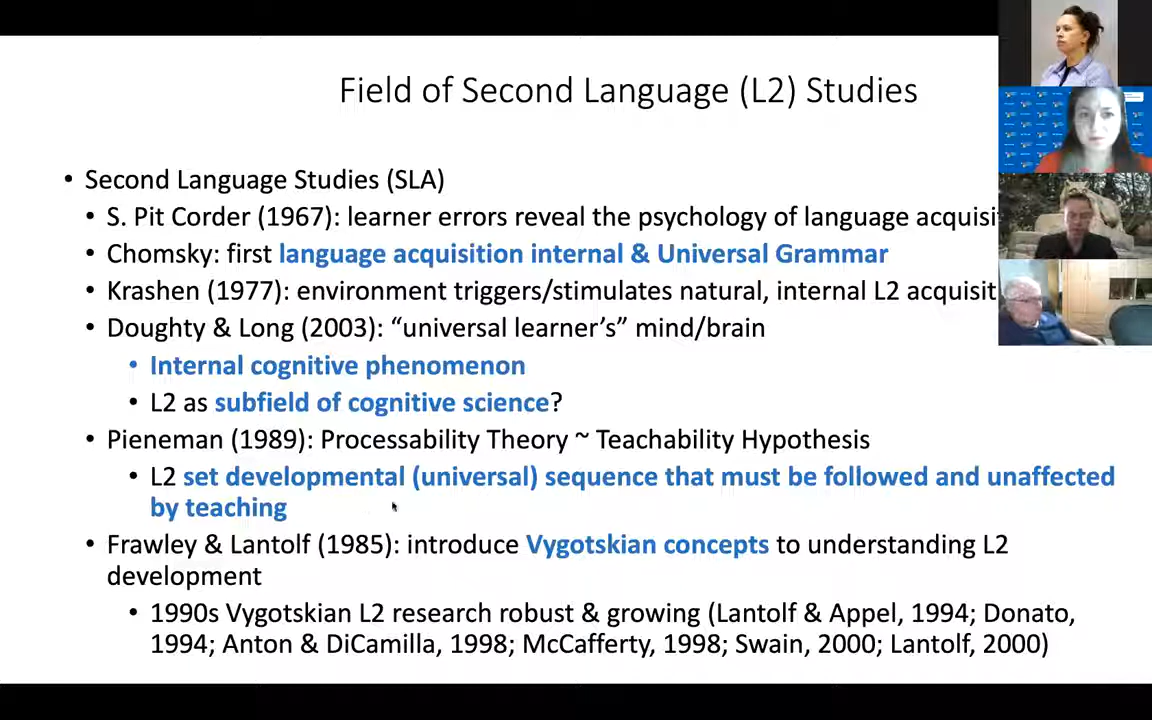 Field of Second Language (L2) Studies
• Second Language Studies (SLA)
• S. Pit Corder (1967): learner errors reveal the psychology of language acquisi
• Chomsky: first language acquisition internal & Universal Grammar
• Krashen (1977): environment triggers/stimulates natural, internal L2 acquisit
• Doughty & Long (2003): “universal learner’s” mind/brain
• Internal cognitive phenomenon
• L2 as subfield of cognitive science?
• Pieneman (1989): Processability Theory ~ Teachability Hypothesis
• L2 set developmental (universal) sequence that must be followed and unaffected
by teaching
• Frawley & Lantolf (1985): introduce Vygotskian concepts to understanding L2
development
• 1990s Vygotskian L2 research robust & growing (Lantolf & Appel, 1994; Donato,
1994; Anton & DiCamilla, 1998; McCafferty, 1998; Swain, 2000; Lantolf, 2000)